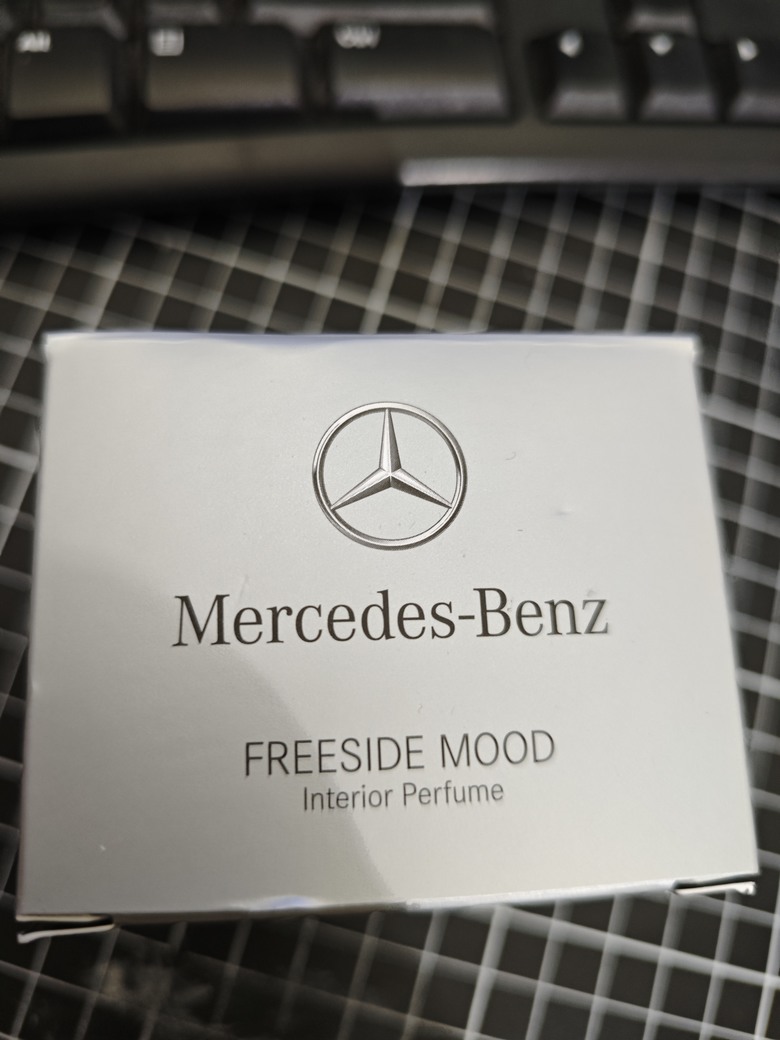 Mercedes-Benz
FREESIDE MOOD
Interior Perfume